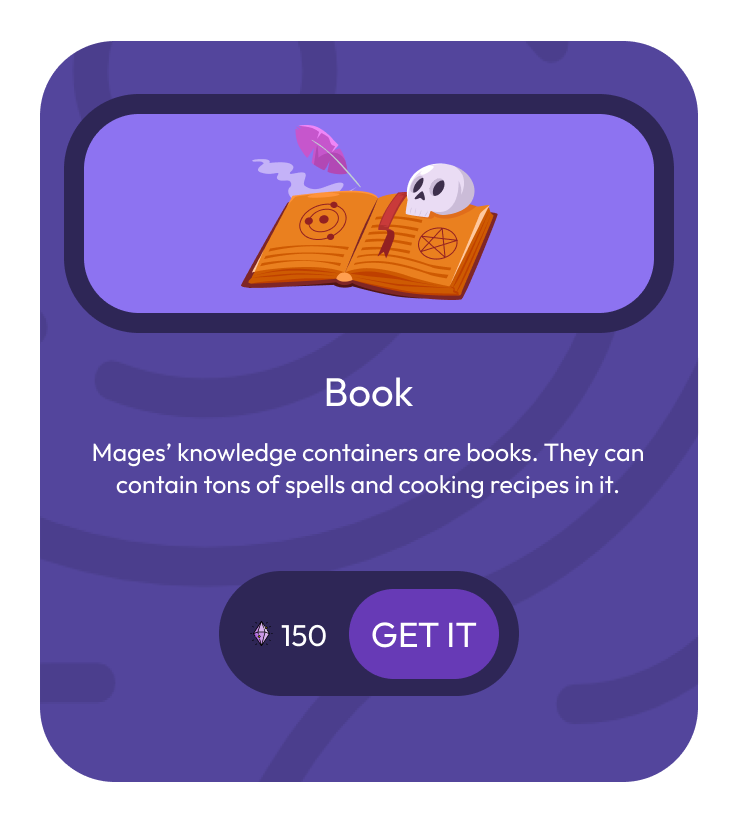 Book
Mages’ knowledge containers are books. They can
contain tons of spells and cooking recipes in it.
150 GET IT